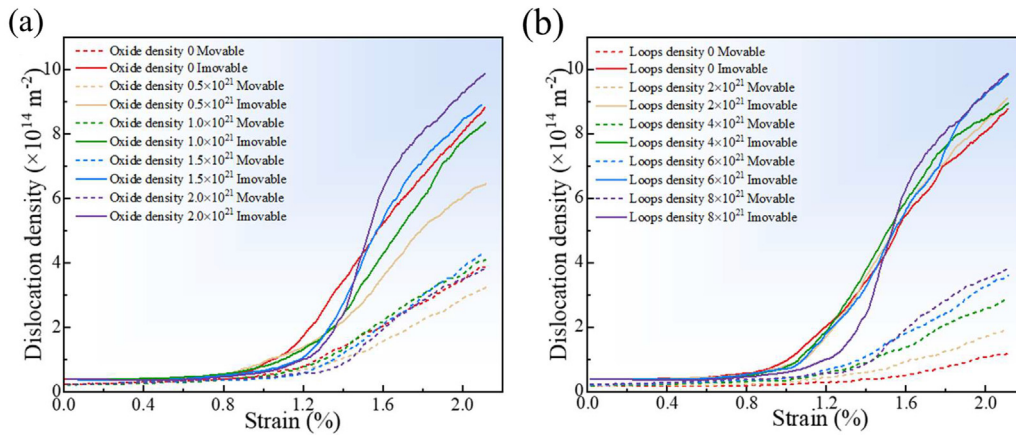 (a)
Dislocation density (×10¹⁴ m⁻²)
10
8
6
4
2
0
Oxide density 0 Movable
Oxide density 0 Imovable
Oxide density 0.5×10²¹ Movable
Oxide density 0.5×10²¹ Imovable
Oxide density 1.0×10²¹ Movable
Oxide density 1.0×10²¹ Imovable
Oxide density 1.5×10²¹ Movable
Oxide density 1.5×10²¹ Imovable
Oxide density 2.0×10²¹ Movable
Oxide density 2.0×10²¹ Imovable
0.0 0.4 0.8 1.2 1.6 2.0
Strain (%)
(b)
Dislocation density (×10¹⁴ m⁻²)
10
8
6
4
2
0
Loops density 0 Movable
Loops density 0 Imovable
Loops density 2×10²¹ Movable
Loops density 2×10²¹ Imovable
Loops density 4×10²¹ Movable
Loops density 4×10²¹ Imovable
Loops density 6×10²¹ Movable
Loops density 6×10²¹ Imovable
Loops density 8×10²¹ Movable
Loops density 8×10²¹ Imovable
0.0 0.4 0.8 1.2 1.6 2.0
Strain (%)